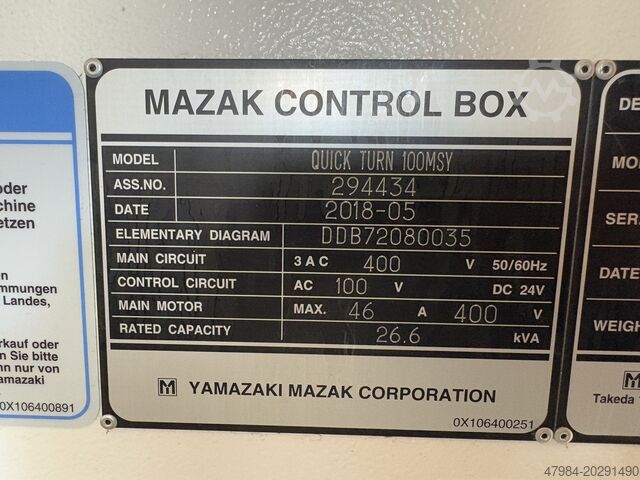 oder
chine
etzen
n
mmungen
Landes,
rkauf oder
n Sie bitte
nn nur von
amazaki
0X106400891
MAZAK CONTROL BOX
MODEL QUICK TURN 100MSY
ASS.NO. 294434
DATE 2018-05
ELEMENTARY DIAGRAM DDB72080035
MAIN CIRCUIT 3 A C 400 V 50/60Hz
CONTROL CIRCUIT AC 100 V DC 24V
MAIN MOTOR MAX. 46 A 400 V
RATED CAPACITY 26.6 kVA
M YAMAZAKI MAZAK CORPORATION
0X106400251
DE
MO
SER.
DATE
WEIGH
M
Takeda
47984-20291490